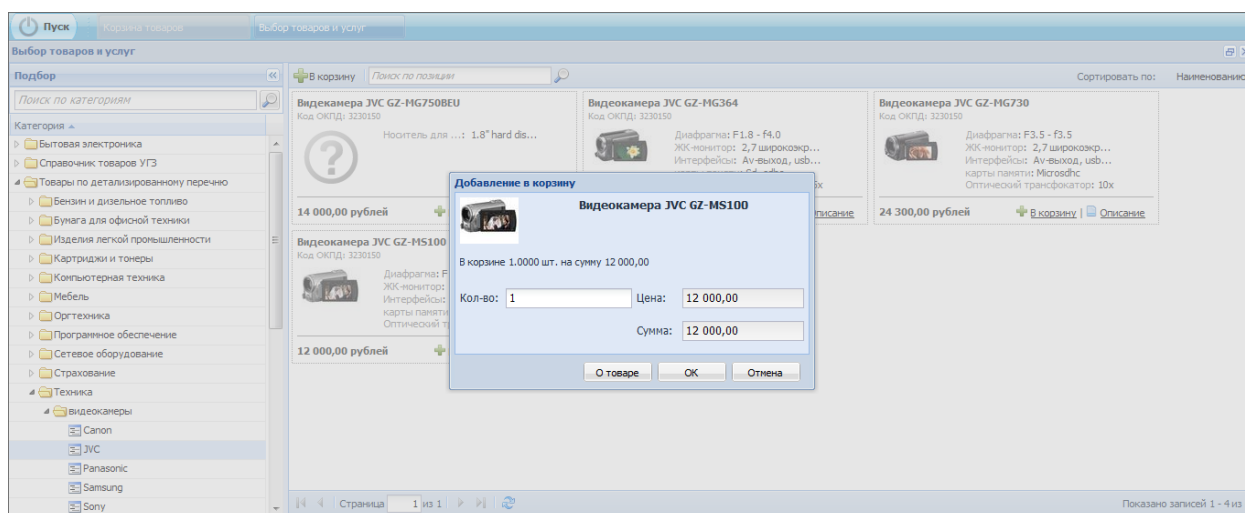 Пуск
Корзина товаров
Выбор товаров и услуг
Выбор товаров и услуг
Подбор
В корзину
Поиск по позиции
Сортировать по:
Наименованию
Поиск по категориям
Категория
Бытовая электроника
Справочник товаров УГЗ
Товары по детализированному перечню
Бензин и дизельное топливо
Бумага для офисной техники
Изделия легкой промышленности
Картриджи и тонеры
Компьютерная техника
Мебель
Оргтехника
Программное обеспечение
Сетевое оборудование
Страхование
Техника
видеокамеры
Canon
JVC
Panasonic
Samsung
Sony
Видекамера JVC GZ-MG750BEU
Код ОКПД: 3230150
Носитель для ...: 1.8" hard dis...
14 000,00 рублей
Видеокамера JVC GZ-MG364
Код ОКПД: 3230150
Диафрагма: F1.8 - f4.0
ЖК-монитор: 2,7 широкоэкр...
Интерфейсы: Av-выход, usb...
Видеокамера JVC GZ-MG730
Код ОКПД: 3230150
Диафрагма: F3.5 - f3.5
ЖК-монитор: 2,7 широкоэкр...
Интерфейсы: Av-выход, usb...
карты памяти: Microsdhc
Оптический трансфокатор: 10x
24 300,00 рублей
В корзину | Описание
Видеокамера JVC GZ-MS100
Код ОКПД: 3230150
Диафрагма: F
ЖК-монитор:
Интерфейсы:
карты памяти
Оптический
12 000,00 рублей
Добавление в корзину
Видеокамера JVC GZ-MS100
В корзине 1.0000 шт. на сумму 12 000,00
Кол-во: 1 Цена: 12 000,00
Сумма: 12 000,00
О товаре ОК Отмена
Страница 1 из 1
Показано записей 1 - 4 из